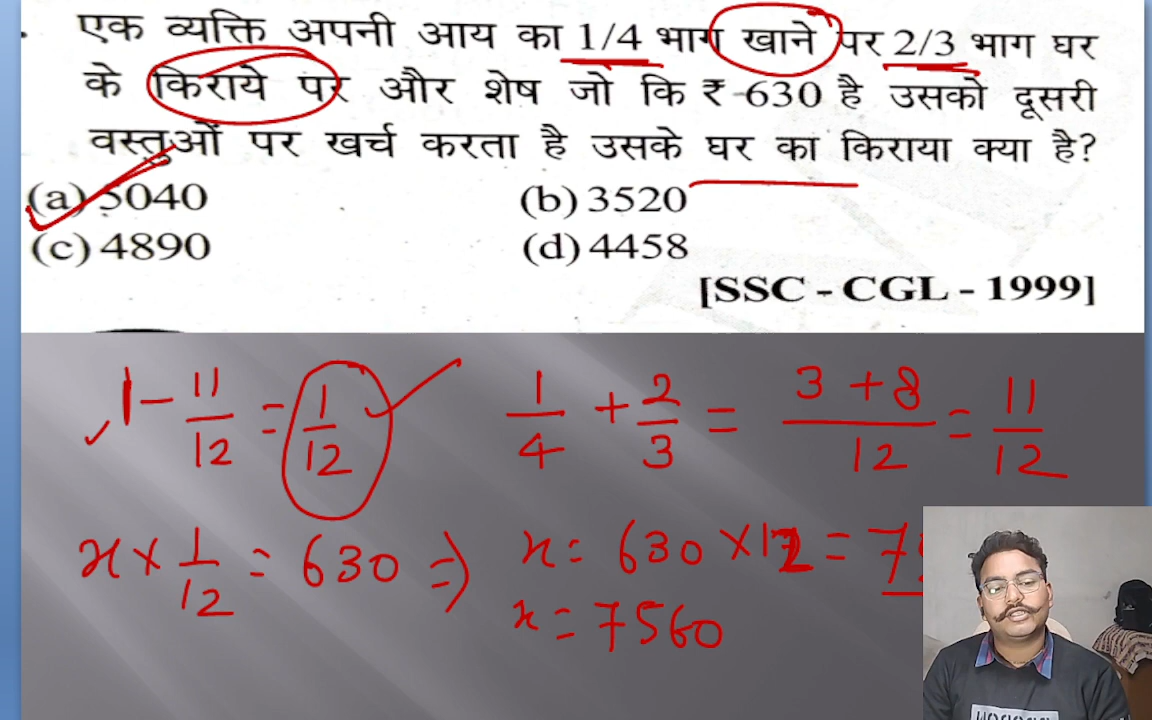 एक व्यक्ति अपनी आय का 1/4 भाग खाने पर 2/3 भाग घर
के किराये पर और शेष जो कि ₹ 630 है उसको दूसरी
वस्तुओं पर खर्च करता है उसके घर का किराया क्या है?
(a) 5040 (b) 3520
(c) 4890 (d) 4458
[SSC - CGL - 1999]
1 - 11/12 = 1/12 1/4 + 2/3 = 3 + 8/12 = 11/12
x × 1/12 = 630 ⇒ x = 630 × 12 =
x = 7560